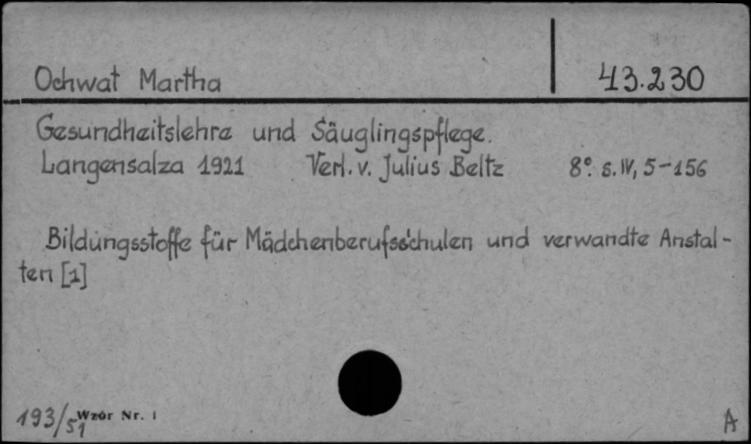 Ochwat Martha 43.230
Gesundheitslehre und Säuglingspflege.
Langensalza 1921 Verl. v. Julius Beltz 8° s. IV, 5-156
Bildungsstoffe für Mädchenberufsschulen und verwandte Anstal-
ten [1]
193/51 Wzór Nr. 1 A